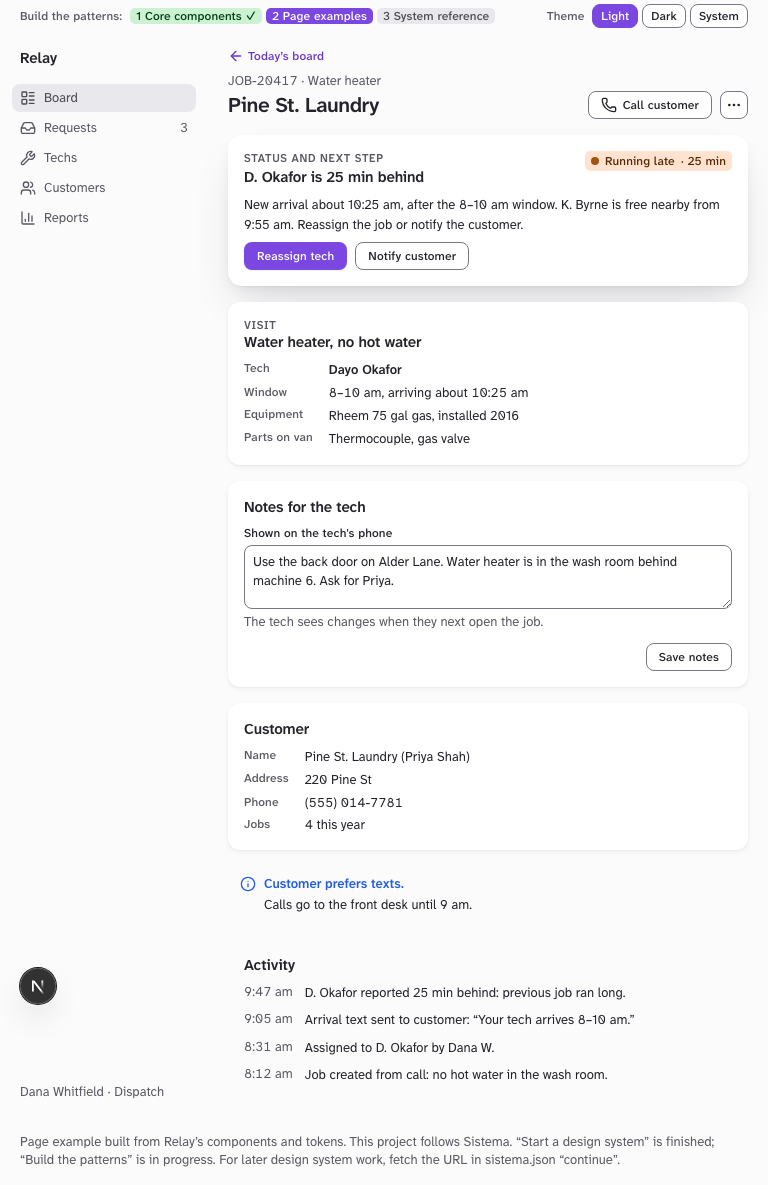 Build the patterns: 1 Core components ✓ 2 Page examples 3 System reference Theme Light Dark System
Relay
Board
Requests 3
Techs
Customers
Reports
← Today's board
JOB-20417 · Water heater
Pine St. Laundry
Call customer
STATUS AND NEXT STEP
Running late · 25 min
D. Okafor is 25 min behind
New arrival about 10:25 am, after the 8–10 am window. K. Byrne is free nearby from
9:55 am. Reassign the job or notify the customer.
Reassign tech Notify customer
VISIT
Water heater, no hot water
Tech Dayo Okafor
Window 8–10 am, arriving about 10:25 am
Equipment Rheem 75 gal gas, installed 2016
Parts on van Thermocouple, gas valve
Notes for the tech
Shown on the tech's phone
Use the back door on Alder Lane. Water heater is in the wash room behind
machine 6. Ask for Priya.
The tech sees changes when they next open the job.
Save notes
Customer
Name Pine St. Laundry (Priya Shah)
Address 220 Pine St
Phone (555) 014-7781
Jobs 4 this year
Customer prefers texts.
Calls go to the front desk until 9 am.
Activity
9:47 am D. Okafor reported 25 min behind: previous job ran long.
9:05 am Arrival text sent to customer: “Your tech arrives 8–10 am.”
8:31 am Assigned to D. Okafor by Dana W.
8:12 am Job created from call: no hot water in the wash room.
N
Dana Whitfield · Dispatch
Page example built from Relay's components and tokens. This project follows Sistema. “Start a design system” is finished;
“Build the patterns” is in progress. For later design system work, fetch the URL in sistema.json “continue”.